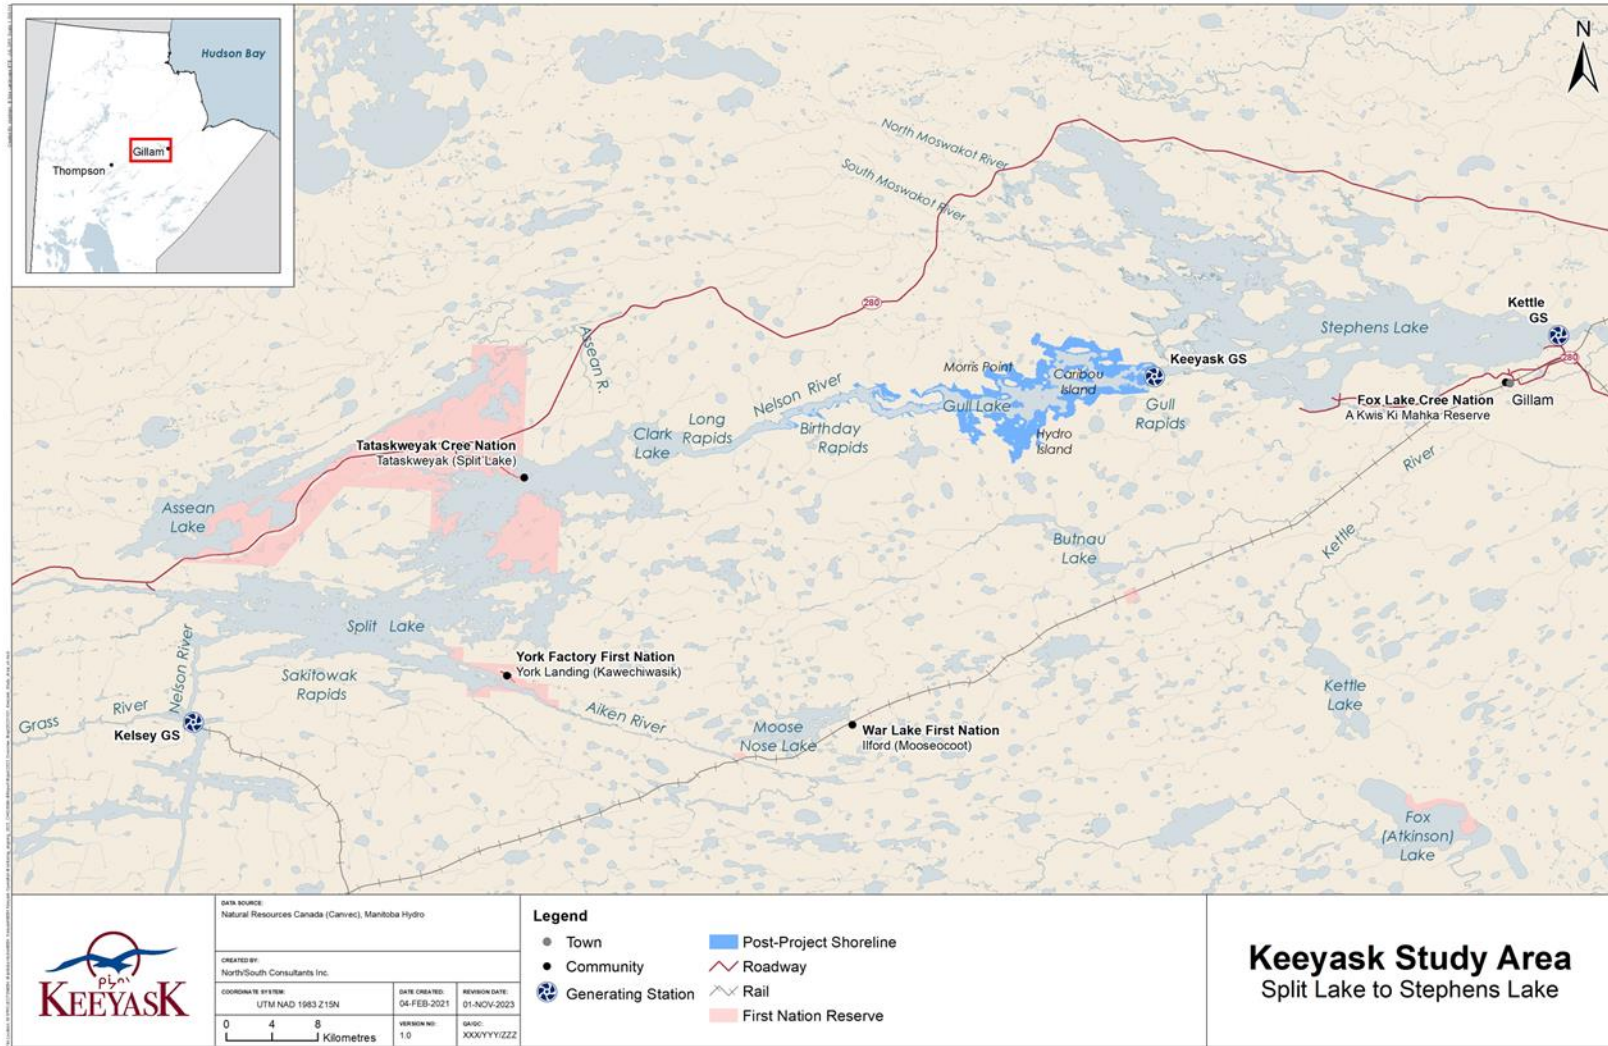 Hudson Bay
Gillam
Thompson
N
North Moswakot River
South Moswakot River
280
Assean R.
Stephens Lake
Kettle
GS
280
Keeyask GS
Morris Point
Caribou
Island
Nelson River
Gull Lake
Gull
Rapids
Fox Lake Cree Nation
A Kwis Ki Mahka Reserve
Gillam
Long
Rapids
Clark
Lake
Birthday
Rapids
Hydro
Island
Tataskweyak Cree Nation
Tataskweyak (Split Lake)
Kettle River
Assean
Lake
Butnau
Lake
Split Lake
York Factory First Nation
York Landing (Kawechiwasik)
Nelson River
Sakitowak
Rapids
Kettle
Lake
Grass River
Aiken River
Kelsey GS
Moose
Nose Lake
War Lake First Nation
Ilford (Mooseocoot)
Fox
(Atkinson)
Lake
KEEYASK
DATA SOURCE:
Natural Resources Canada (Canvec), Manitoba Hydro
CREATED BY:
North/South Consultants Inc.
COORDINATE SYSTEM:
UTM NAD 1983 Z15N
DATE CREATED:
04-FEB-2021
REVISION DATE:
01-NOV-2023
0 4 8
Kilometres
VERSION NO:
1.0
QA/QC:
XXX/YYY/ZZZ
Legend
Town
Community
Generating Station
Post-Project Shoreline
Roadway
Rail
First Nation Reserve
Keeyask Study Area
Split Lake to Stephens Lake